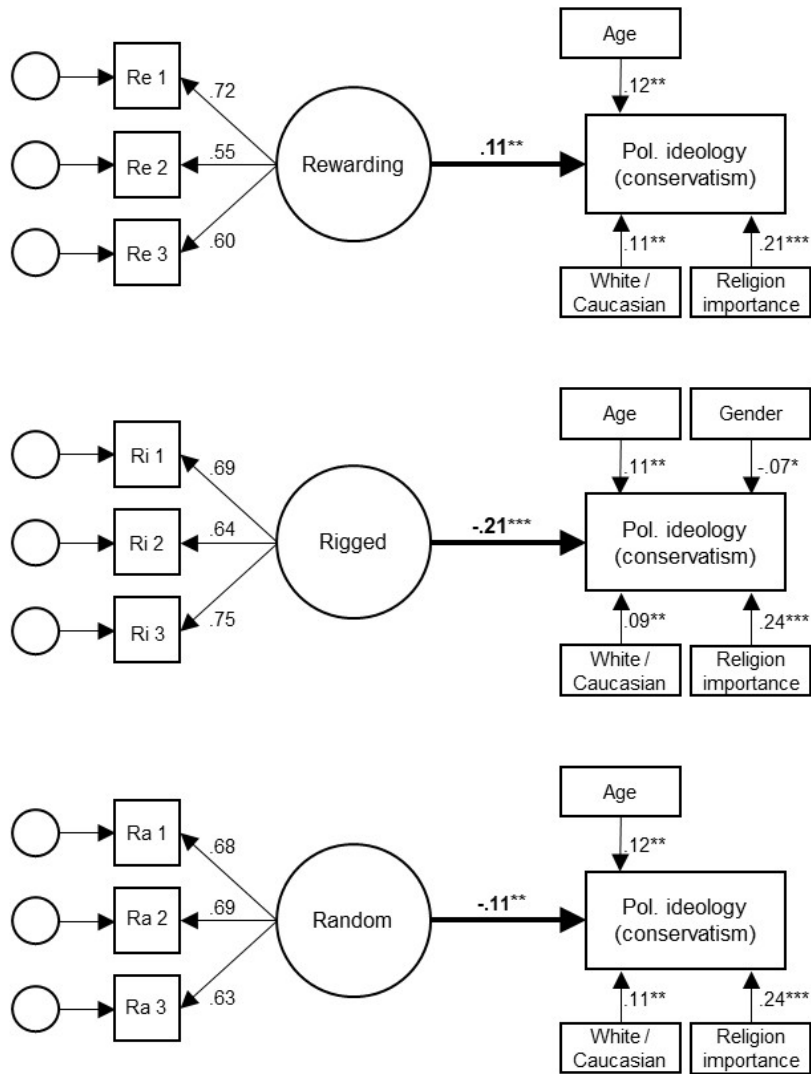 Age
Re 1
.72
.12**
Re 2
.55
Rewarding
.11**
Pol. ideology
(conservatism)
Re 3
.60
.11**
.21***
White /
Caucasian
Religion
importance
Age
Gender
Ri 1
.69
.11**
-.07*
Ri 2
.64
Rigged
-.21***
Pol. ideology
(conservatism)
Ri 3
.75
.09**
.24***
White /
Caucasian
Religion
importance
Age
Ra 1
.68
.12**
Ra 2
.69
Random
-.11**
Pol. ideology
(conservatism)
Ra 3
.63
.11**
.24***
White /
Caucasian
Religion
importance